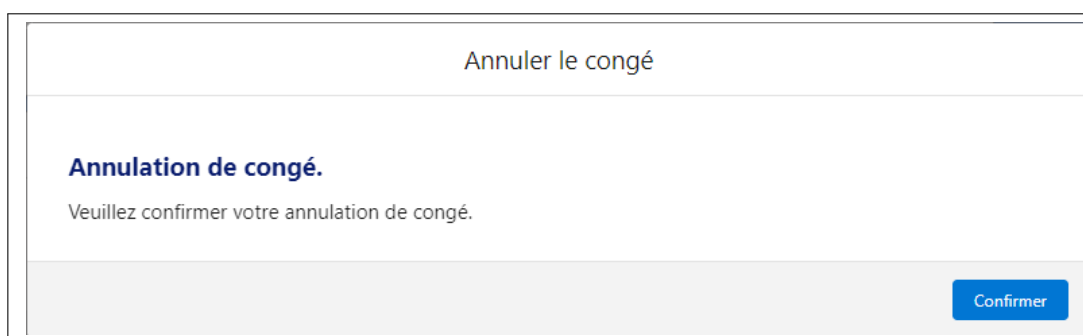 Annuler le congé
Annulation de congé.
Veuillez confirmer votre annulation de congé.
Confirmer